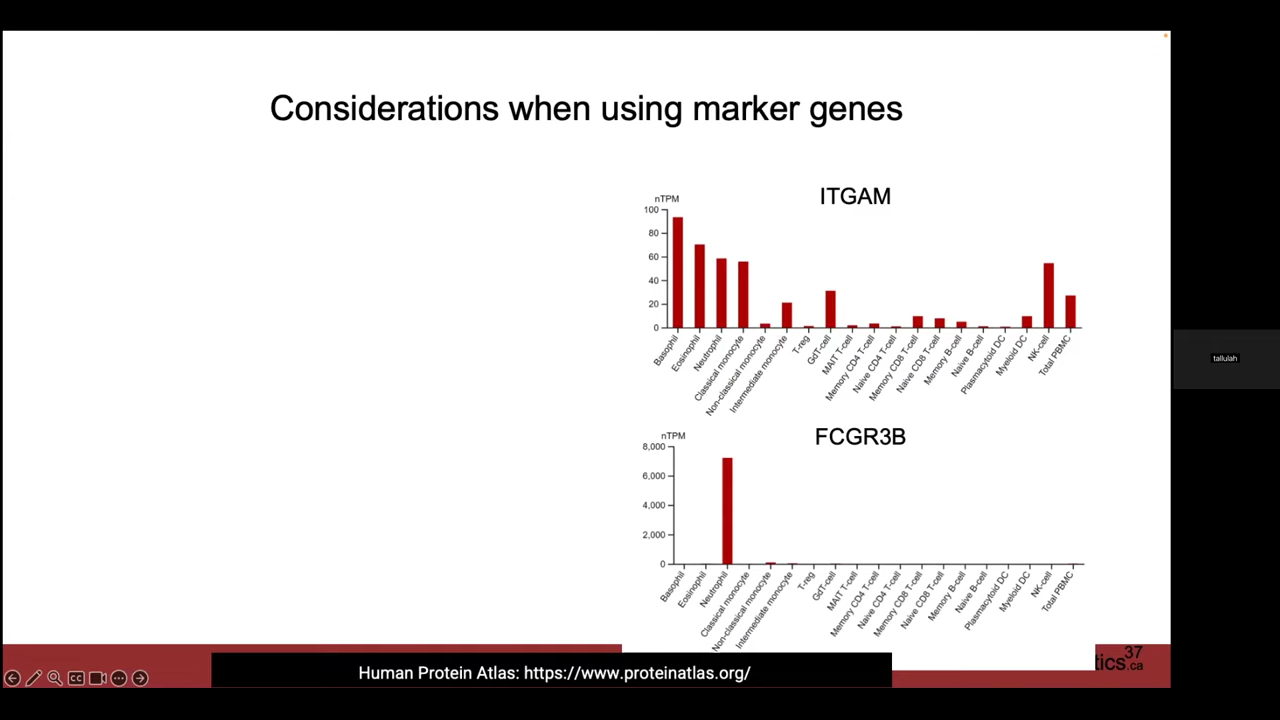 Considerations when using marker genes
ITGAM
nTPM
100
80
60
40
20
0
Basophil
Eosinophil
Neutrophil
Classical monocyte
Non-classical monocyte
Intermediate monocyte
T-reg
GdT-cell
MAIT T-cell
Memory CD4 T-cell
Naive CD4 T-cell
Memory CD8 T-cell
Naive CD8 T-cell
Memory B-cell
Naive B-cell
Plasmacytoid DC
Myeloid DC
NK-cell
Total PBMC
tallulah
FCGR3B
nTPM
8,000
6,000
4,000
2,000
0
Basophil
Eosinophil
Neutrophil
Classical monocyte
Non-classical monocyte
Intermediate monocyte
T-reg
GdT-cell
MAIT T-cell
Memory CD4 T-cell
Naive CD4 T-cell
Memory CD8 T-cell
Naive CD8 T-cell
Memory B-cell
Naive B-cell
Plasmacytoid DC
Myeloid DC
NK-cell
Total PBMC
37
tics.ca
CC
Human Protein Atlas: https://www.proteinatlas.org/